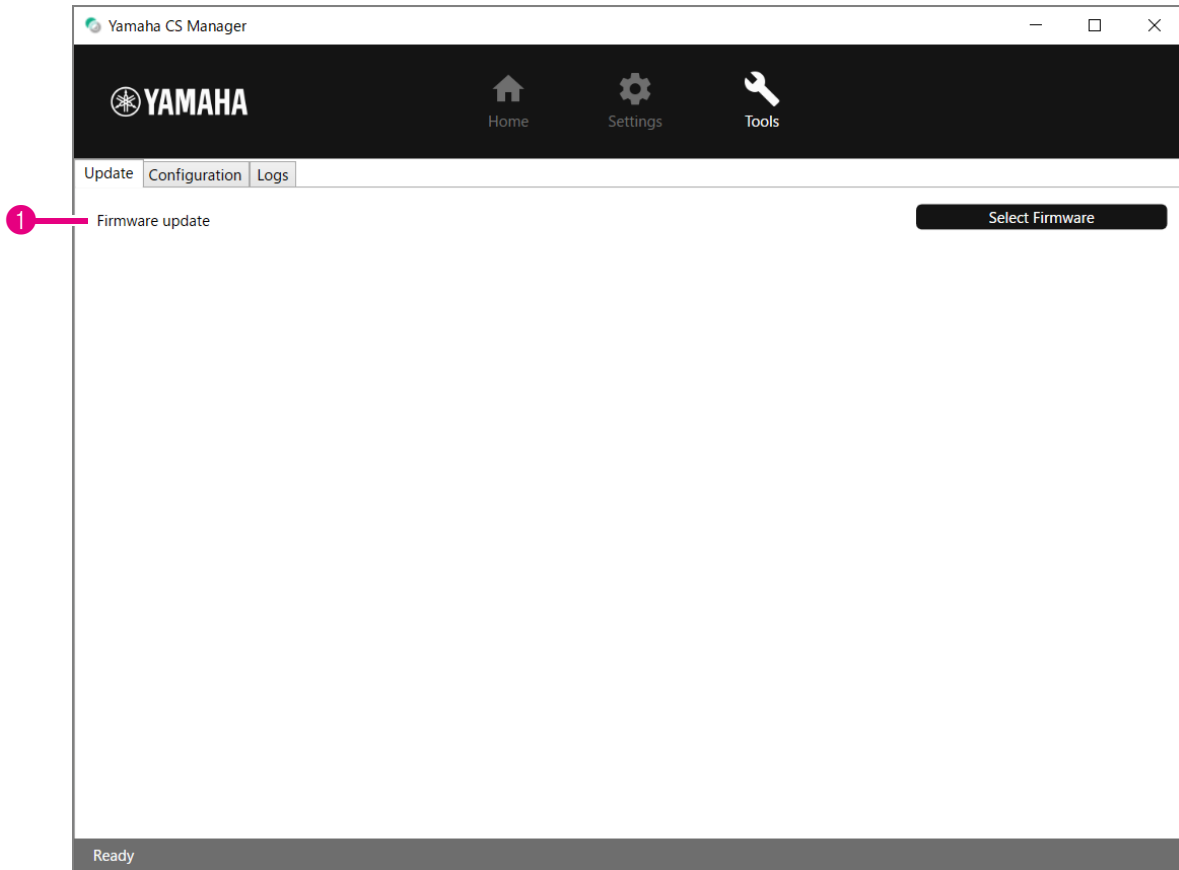 Yamaha CS Manager
YAMAHA
Home
Settings
Tools
Update
Configuration
Logs
1
Firmware update
Select Firmware
Ready